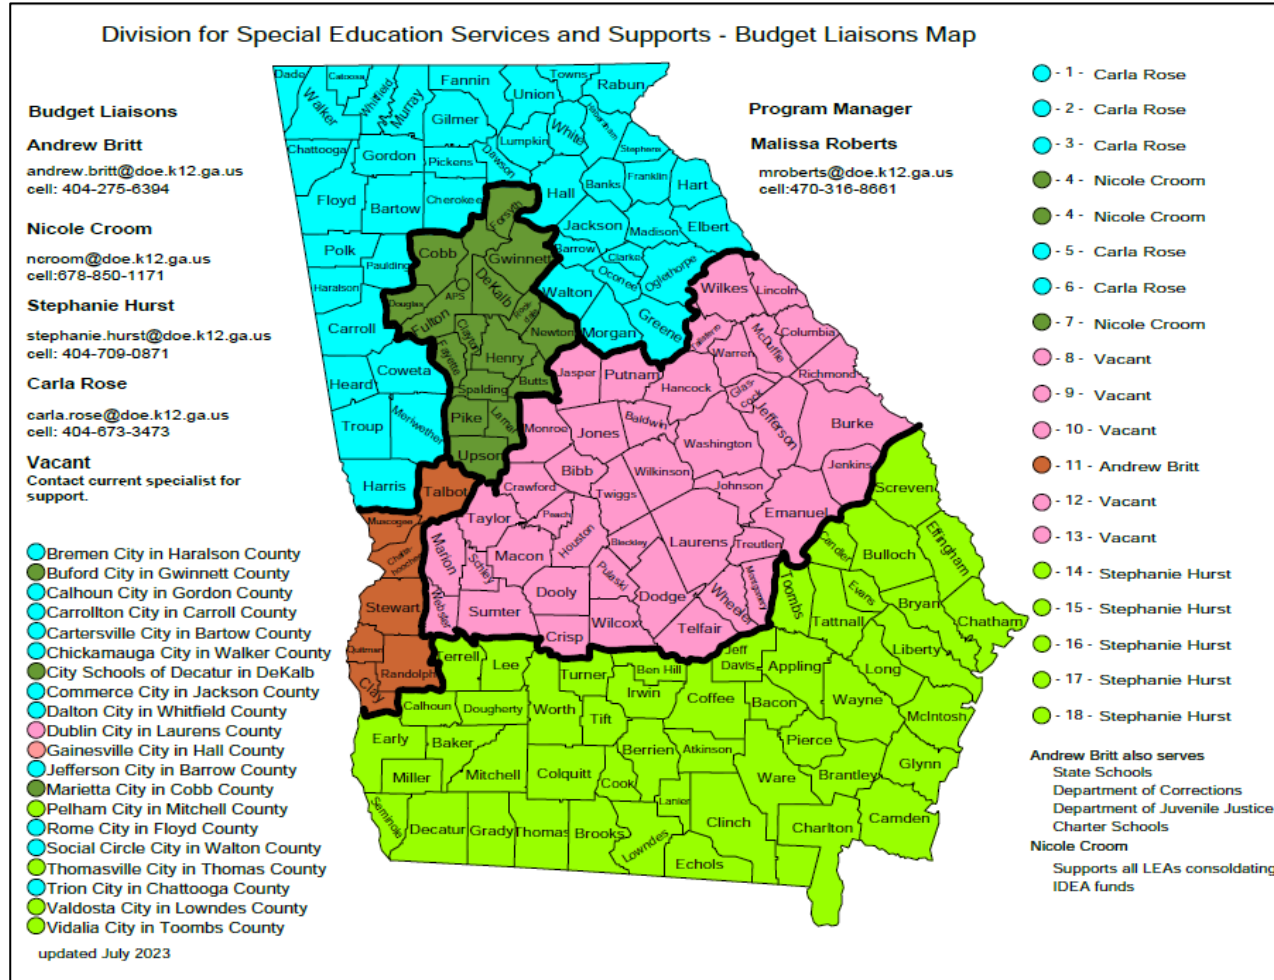 Division for Special Education Services and Supports - Budget Liaisons Map
Budget Liaisons
Andrew Britt
andrew.britt@doe.k12.ga.us
cell: 404-275-6394
Nicole Croom
ncroom@doe.k12.ga.us
cell:678-850-1171
Stephanie Hurst
stephanie.hurst@doe.k12.ga.us
cell: 404-709-0871
Carla Rose
carla.rose@doe.k12.ga.us
cell: 404-673-3473
Vacant
Contact current specialist for
support.
Bremen City in Haralson County
Buford City in Gwinnett County
Calhoun City in Gordon County
Carrollton City in Carroll County
Cartersville City in Bartow County
Chickamauga City in Walker County
City Schools of Decatur in DeKalb
Commerce City in Jackson County
Dalton City in Whitfield County
Dublin City in Laurens County
Gainesville City in Hall County
Jefferson City in Barrow County
Marietta City in Cobb County
Pelham City in Mitchell County
Rome City in Floyd County
Social Circle City in Walton County
Thomasville City in Thomas County
Trion City in Chattooga County
Valdosta City in Lowndes County
Vidalia City in Toombs County
updated July 2023
Dade
Catoosa
Walker
Whitfield
Murray
Fannin
Union
Towns
Rabun
Gilmer
Lumpkin
White
Habersham
Stephens
Chattooga
Gordon
Pickens
Dawson
Hall
Banks
Franklin
Hart
Floyd
Bartow
Cherokee
Forsyth
Jackson
Madison
Elbert
Polk
Paulding
Cobb
Gwinnett
Barrow
Clarke
Oconee
Oglethorpe
Haralson
Douglas
APS
DeKalb
Walton
Wilkes
Lincoln
Carroll
Fulton
Clayton
Rock-
dale
Newton
Morgan
Greene
Taliaferro
McDuffie
Columbia
Heard
Coweta
Fayette
Henry
Jasper
Putnam
Hancock
Warren
Richmond
Spalding
Butts
Glas-
cock
Jefferson
Burke
Troup
Meriwether
Pike
Lamar
Monroe
Jones
Baldwin
Washington
Upson
Bibb
Wilkinson
Jenkins
Screven
Harris
Talbot
Crawford
Twiggs
Johnson
Emanuel
Muscogee
Taylor
Peach
Houston
Bleckley
Laurens
Treutlen
Candler
Bulloch
Effingham
Chatta-
hoochee
Marion
Schley
Macon
Pulaski
Montgomery
Toombs
Evans
Bryan
Chatham
Stewart
Webster
Sumter
Dooly
Dodge
Wheeler
Tattnall
Liberty
Crisp
Wilcox
Telfair
Quitman
Randolph
Terrell
Lee
Turner
Ben Hill
Jeff
Davis
Appling
Long
Clay
Calhoun
Dougherty
Worth
Irwin
Tift
Coffee
Bacon
Wayne
McIntosh
Early
Baker
Berrien
Atkinson
Pierce
Miller
Mitchell
Colquitt
Cook
Ware
Brantley
Glynn
Seminole
Decatur
Grady
Thomas
Brooks
Lanier
Lowndes
Clinch
Charlton
Camden
Echols
Program Manager
Malissa Roberts
mroberts@doe.k12.ga.us
cell:470-316-8661
- 1 - Carla Rose
- 2 - Carla Rose
- 3 - Carla Rose
- 4 - Nicole Croom
- 4 - Nicole Croom
- 5 - Carla Rose
- 6 - Carla Rose
- 7 - Nicole Croom
- 8 - Vacant
- 9 - Vacant
- 10 - Vacant
- 11 - Andrew Britt
- 12 - Vacant
- 13 - Vacant
- 14 - Stephanie Hurst
- 15 - Stephanie Hurst
- 16 - Stephanie Hurst
- 17 - Stephanie Hurst
- 18 - Stephanie Hurst
Andrew Britt also serves
State Schools
Department of Corrections
Department of Juvenile Justice
Charter Schools
Nicole Croom
Supports all LEAs consolidating
IDEA funds